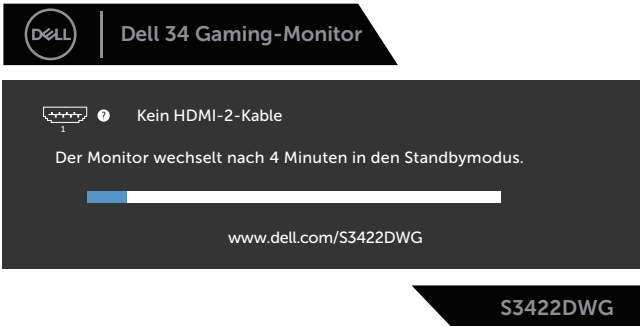 DELL
Dell 34 Gaming-Monitor
? Kein HDMI-2-Kable
1
Der Monitor wechselt nach 4 Minuten in den Standbymodus.
www.dell.com/S3422DWG
S3422DWG